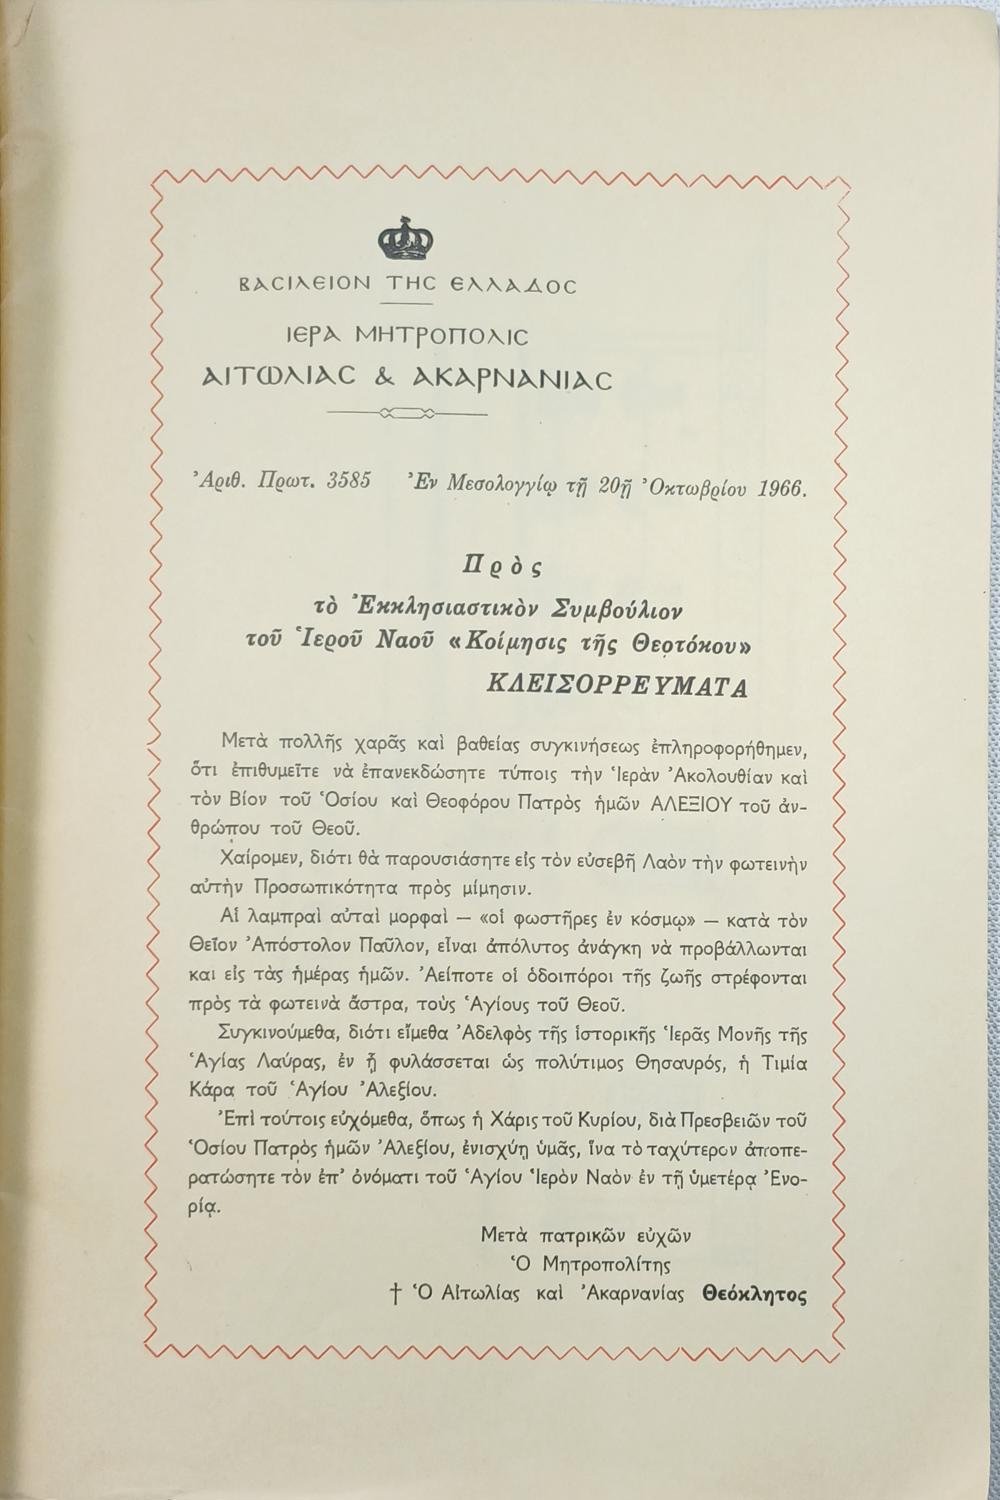 ΒΑΣΙΛΕΙΟΝ ΤΗΣ ΕΛΛΑΔΟΣ
ΙΕΡΑ ΜΗΤΡΟΠΟΛΙΣ
ΑΙΤΩΛΙΑΣ & ΑΚΑΡΝΑΝΙΑΣ
Ἀριθ. Πρωτ. 3585 Ἐν Μεσολογγίῳ τῇ 20ῇ Ὀκτωβρίου 1966.
Πρὸς
τὸ Ἐκκλησιαστικὸν Συμβούλιον
τοῦ Ἱεροῦ Ναοῦ «Κοίμησις τῆς Θεοτόκου»
ΚΛΕΙΣΟΡΡΕΥΜΑΤΑ
Μετὰ πολλῆς χαρᾶς καὶ βαθείας συγκινήσεως ἐπληροφορήθημεν,
ὅτι ἐπιθυμεῖτε νὰ ἐπανεκδώσητε τύποις τὴν Ἱερὰν Ἀκολουθίαν καὶ
τὸν Βίον τοῦ Ὁσίου καὶ Θεοφόρου Πατρὸς ἡμῶν ΑΛΕΞΙΟΥ τοῦ ἀν-
θρώπου τοῦ Θεοῦ.
Χαίρομεν, διότι θὰ παρουσιάσητε εἰς τὸν εὐσεβῆ Λαὸν τὴν φωτεινὴν
αὐτὴν Προσωπικότητα πρὸς μίμησιν.
Αἱ λαμπραὶ αὐταὶ μορφαὶ — «οἱ φωστῆρες ἐν κόσμῳ» — κατὰ τὸν
Θεῖον Ἀπόστολον Παῦλον, εἶναι ἀπόλυτος ἀνάγκη νὰ προβάλλωνται
καὶ εἰς τὰς ἡμέρας ἡμῶν. Ἀείποτε οἱ ὁδοιπόροι τῆς ζωῆς στρέφονται
πρὸς τὰ φωτεινὰ ἄστρα, τοὺς Ἁγίους τοῦ Θεοῦ.
Συγκινούμεθα, διότι εἴμεθα Ἀδελφὸς τῆς ἱστορικῆς Ἱερᾶς Μονῆς τῆς
Ἁγίας Λαύρας, ἐν ᾗ φυλάσσεται ὡς πολύτιμος Θησαυρός, ἡ Τιμία
Κάρα τοῦ Ἁγίου Ἀλεξίου.
Ἐπὶ τούτοις εὐχόμεθα, ὅπως ἡ Χάρις τοῦ Κυρίου, διὰ Πρεσβειῶν τοῦ
Ὁσίου Πατρὸς ἡμῶν Ἀλεξίου, ἐνισχύῃ ὑμᾶς, ἵνα τὸ ταχύτερον ἀποπε-
ρατώσητε τὸν ἐπ' ὀνόματι τοῦ Ἁγίου Ἱερὸν Ναὸν ἐν τῇ ὑμετέρᾳ Ἐνο-
ρίᾳ.
Μετὰ πατρικῶν εὐχῶν
Ὁ Μητροπολίτης
† Ὁ Αἰτωλίας καὶ Ἀκαρνανίας Θεόκλητος